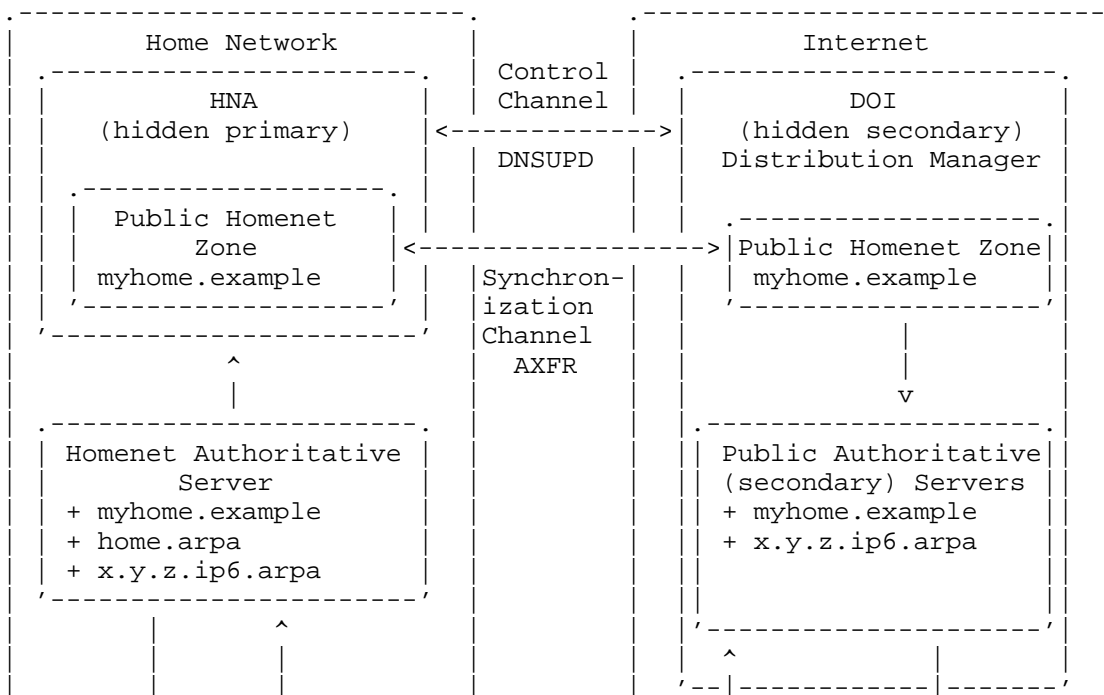 Home Network
Internet
Control
Channel
HNA
(hidden primary)
DOI
(hidden secondary)
Distribution Manager
DNSUPD
Public Homenet
Zone
myhome.example
Public Homenet Zone
myhome.example
Synchron-
ization
Channel
AXFR
Homenet Authoritative
Server
+ myhome.example
+ home.arpa
+ x.y.z.ip6.arpa
Public Authoritative
(secondary) Servers
+ myhome.example
+ x.y.z.ip6.arpa